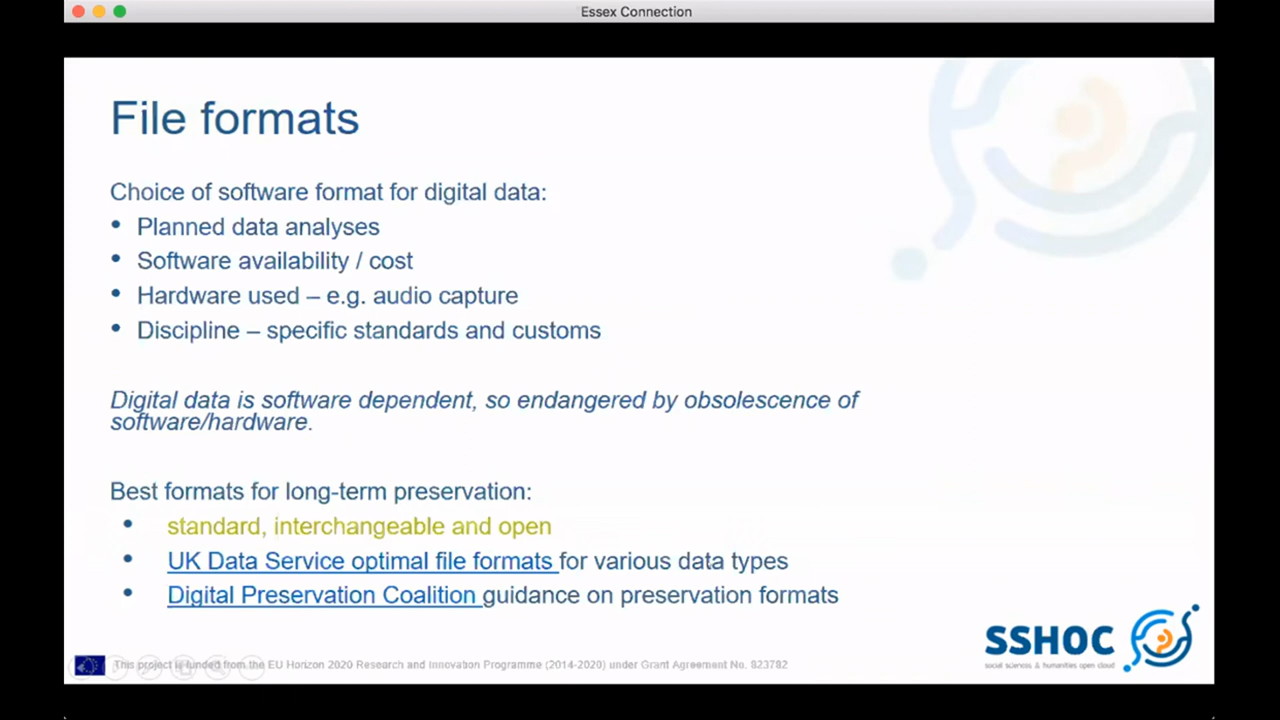 Essex Connection
File formats
Choice of software format for digital data:
• Planned data analyses
• Software availability / cost
• Hardware used – e.g. audio capture
• Discipline – specific standards and customs
Digital data is software dependent, so endangered by obsolescence of
software/hardware.
Best formats for long-term preservation:
• standard, interchangeable and open
• UK Data Service optimal file formats for various data types
• Digital Preservation Coalition guidance on preservation formats
SSHOC
social sciences & humanities open cloud
This project is funded from the EU Horizon 2020 Research and Innovation Programme (2014-2020) under Grant Agreement No. 823782